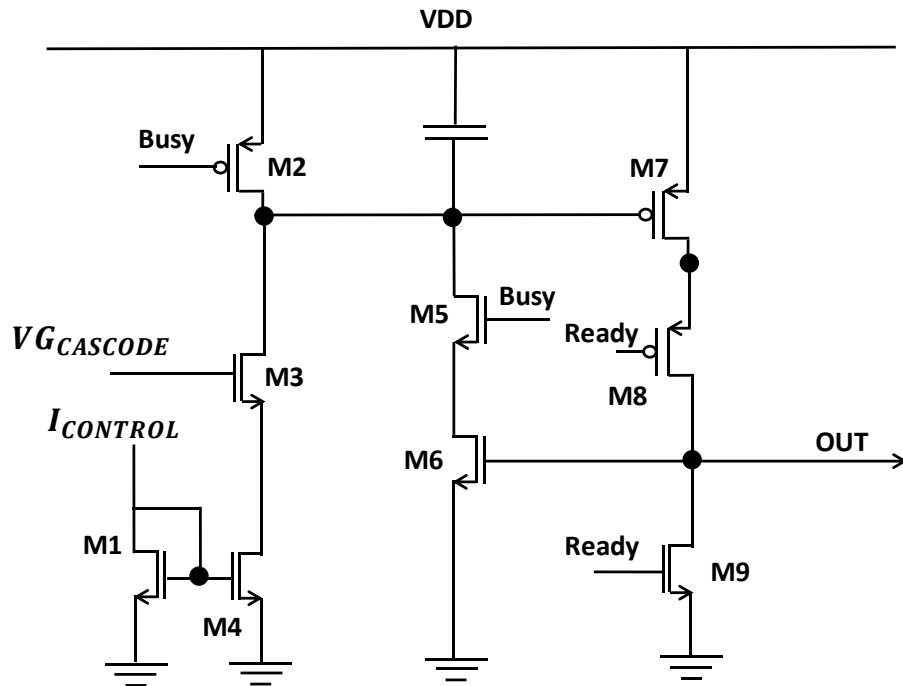 VDD
Busy
M2
M7
M5
Busy
VG_CASCODE
M3
Ready
M8
I_CONTROL
M6
OUT
M1
M4
Ready
M9